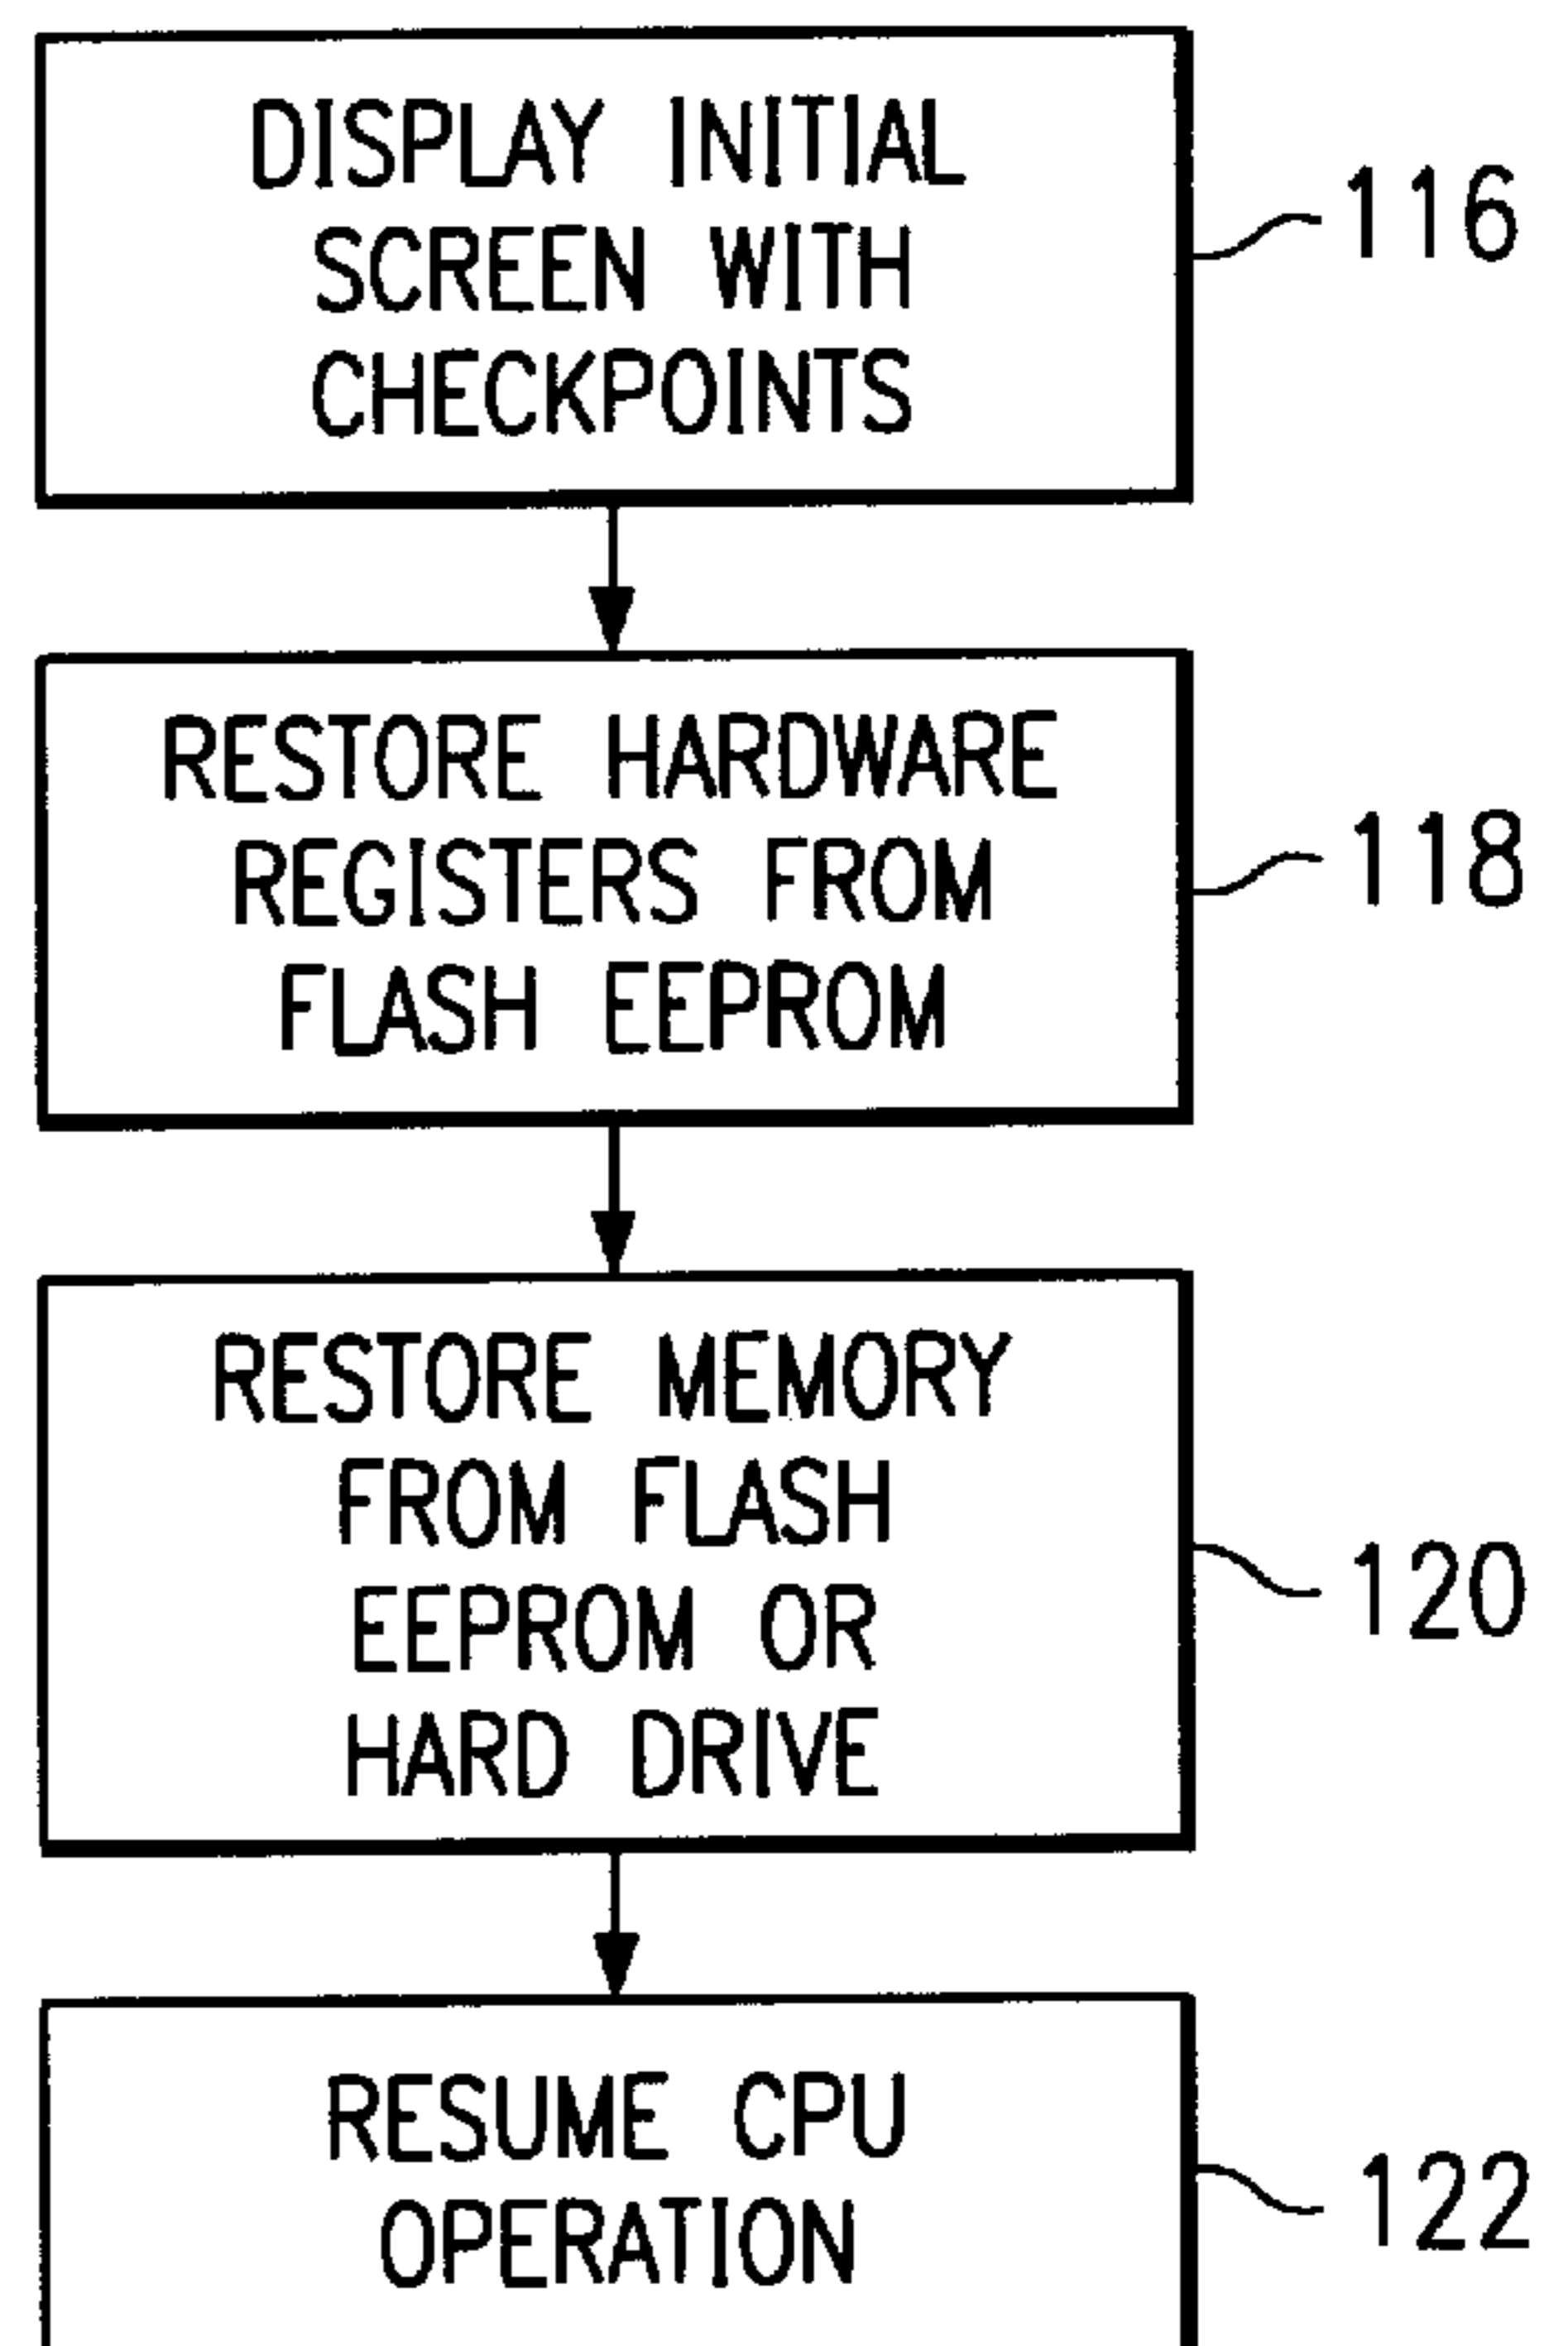 DISPLAY INITIAL
SCREEN WITH
CHECKPOINTS
116
RESTORE HARDWARE
REGISTERS FROM
FLASH EEPROM
118
RESTORE MEMORY
FROM FLASH
EEPROM OR
HARD DRIVE
120
RESUME CPU
OPERATION
122